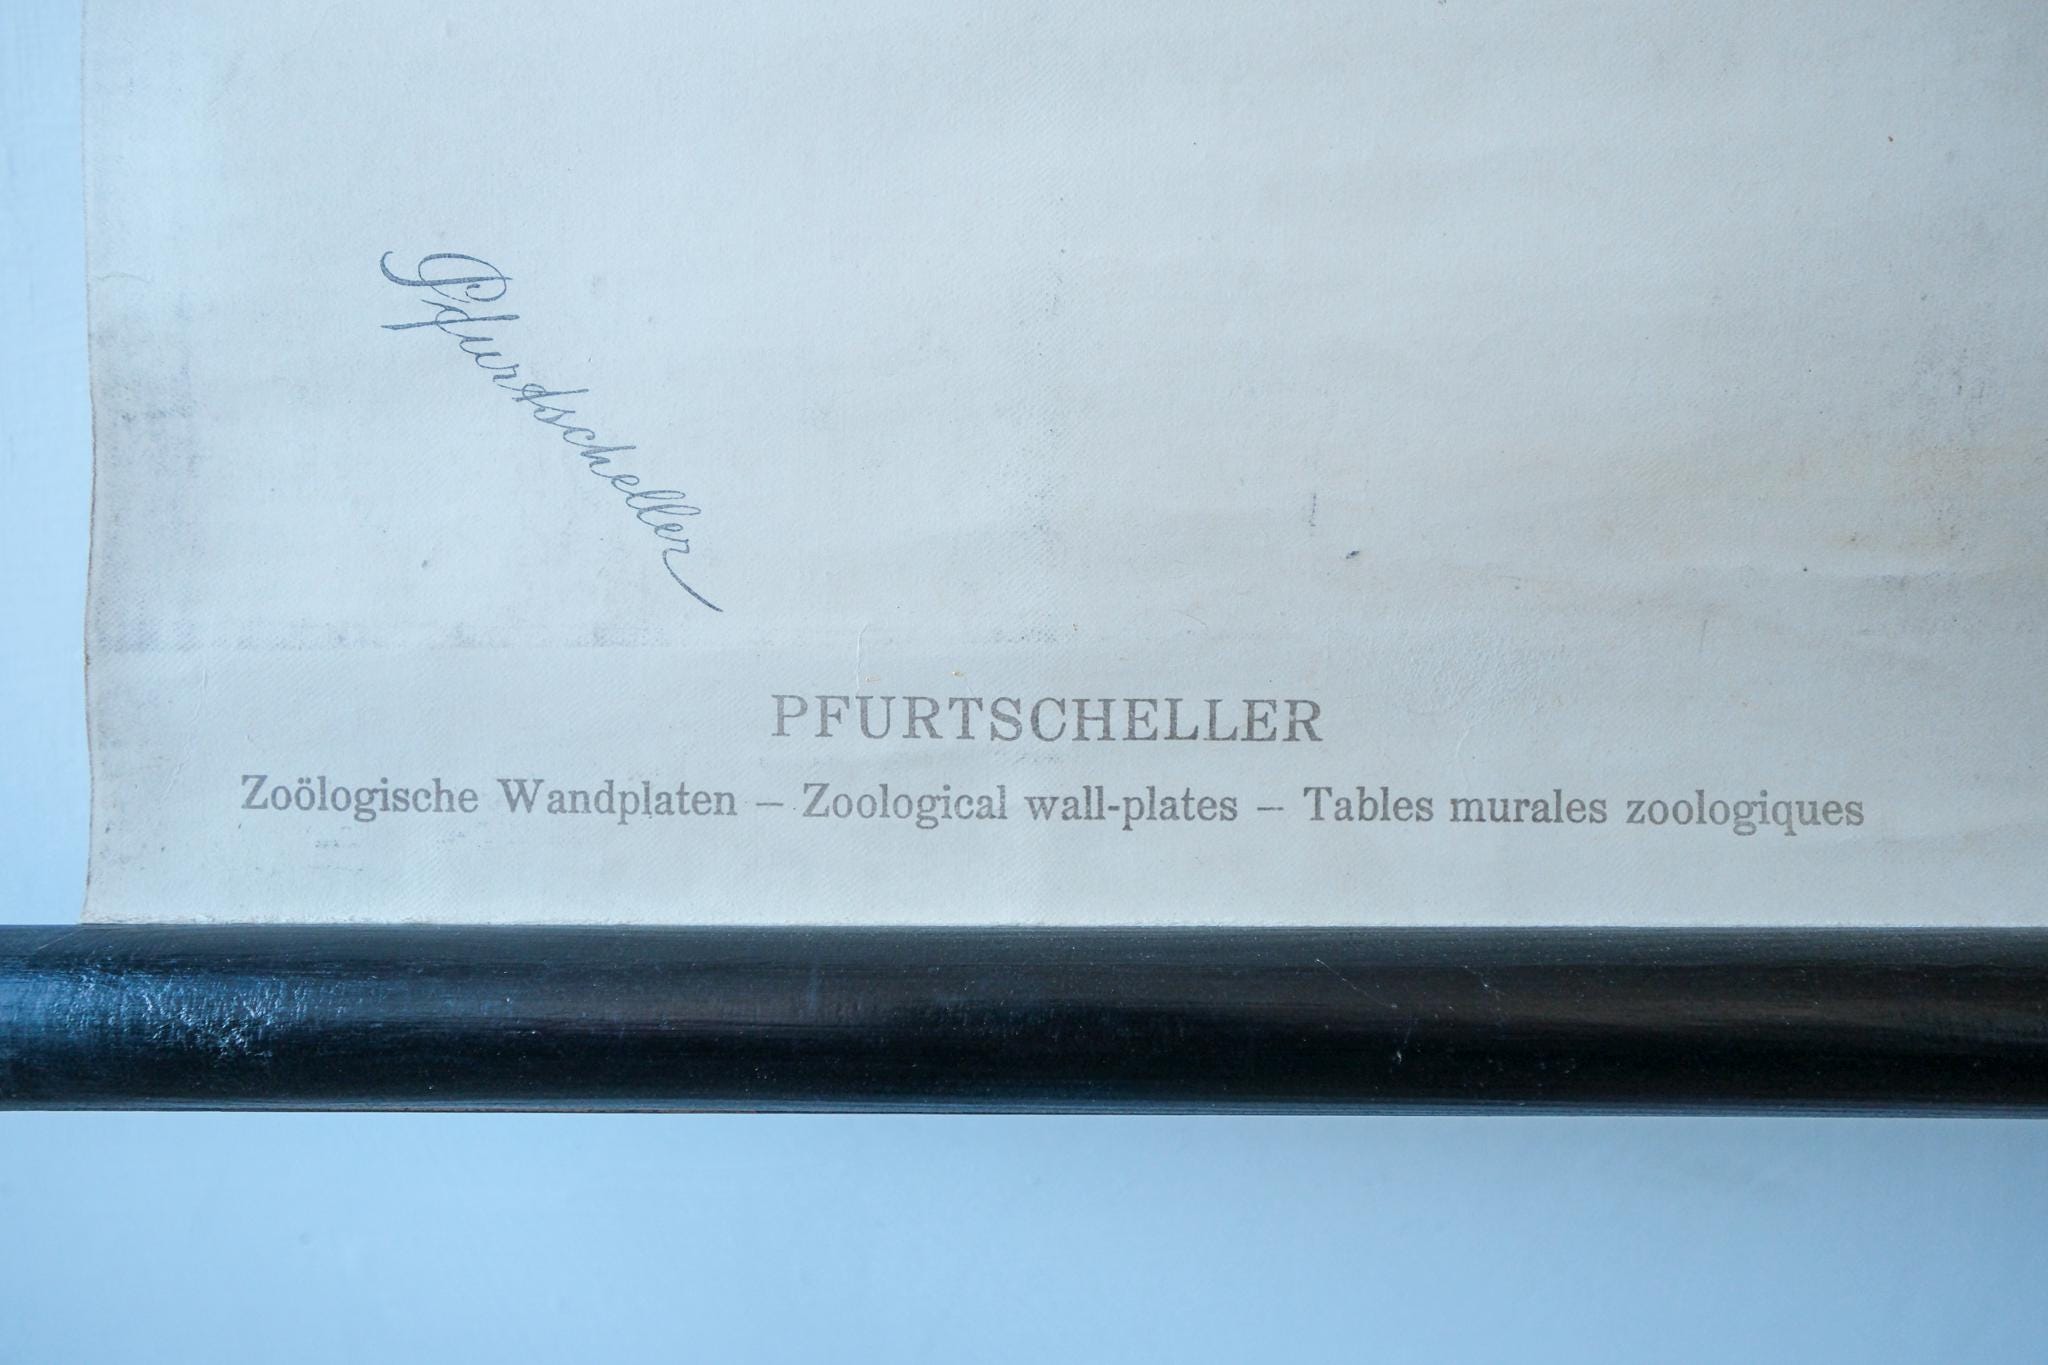 Pfurtscheller
PFURTSCHELLER
Zoölogische Wandplaten – Zoological wall-plates – Tables murales zoologiques